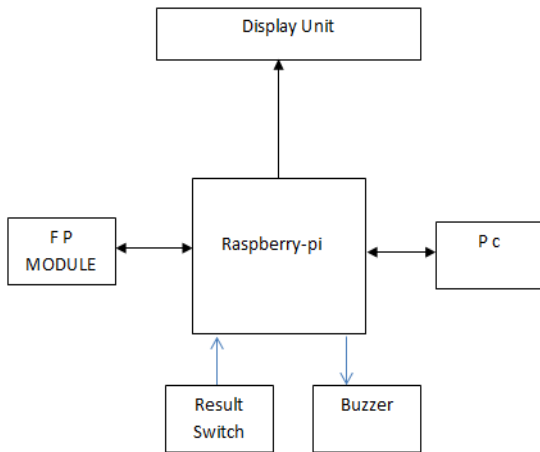 Display Unit
F P
MODULE
Raspberry-pi
P c
Result
Switch
Buzzer